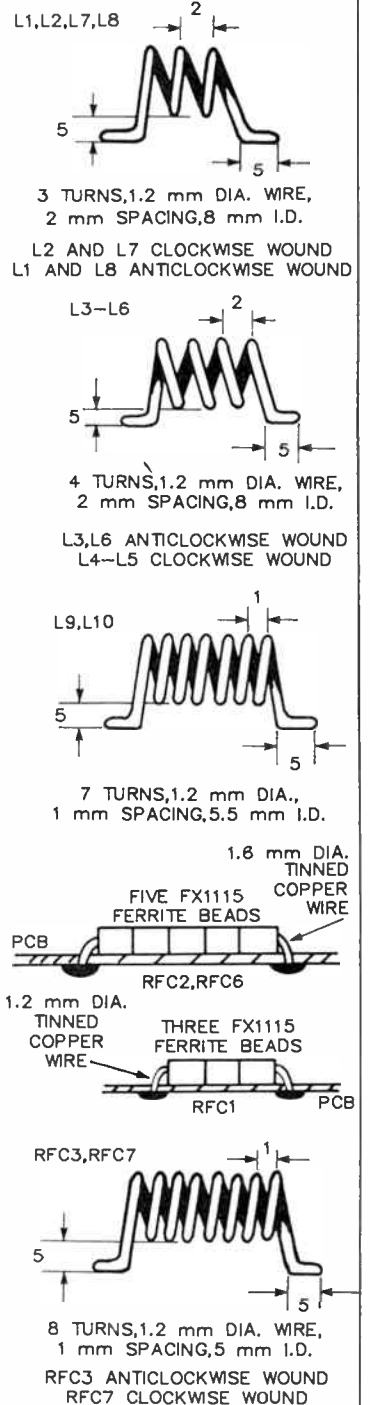 L1,L2,L7,L8
2
5
5
3 TURNS,1.2 mm DIA. WIRE,
2 mm SPACING,8 mm I.D.
L2 AND L7 CLOCKWISE WOUND
L1 AND L8 ANTICLOCKWISE WOUND
L3-L6
2
5
5
4 TURNS,1.2 mm DIA. WIRE,
2 mm SPACING,8 mm I.D.
L3,L6 ANTICLOCKWISE WOUND
L4-L5 CLOCKWISE WOUND
L9,L10
1
5
5
7 TURNS,1.2 mm DIA.,
1 mm SPACING,5.5 mm I.D.
1.6 mm DIA.
TINNED
COPPER
WIRE
FIVE FX1115
FERRITE BEADS
PCB
RFC2,RFC6
1.2 mm DIA.
TINNED
COPPER
WIRE
THREE FX1115
FERRITE BEADS
RFC1
PCB
RFC3,RFC7
1
5
5
8 TURNS,1.2 mm DIA. WIRE,
1 mm SPACING,5 mm I.D.
RFC3 ANTICLOCKWISE WOUND
RFC7 CLOCKWISE WOUND